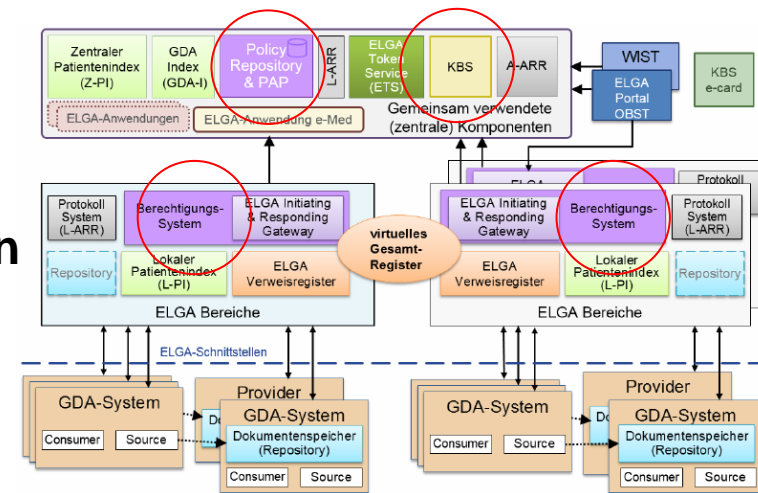 Zentraler
Patientenindex
(Z-PI)
GDA
Index
(GDA-I)
Policy
Repository
& PAP
L-ARR
ELGA
Token
Service
(ETS)
KBS
A-ARR
WIST
ELGA
Portal
OBST
KBS
e-card
ELGA-Anwendungen
ELGA-Anwendung e-Med
Gemeinsam verwendete
(zentrale) Komponenten
Protokoll
System
(L-ARR)
Berechtigungs-
System
ELGA Initiating
& Responding
Gateway
Repository
Lokaler
Patientenindex
(L-PI)
ELGA
Verweisregister
ELGA Bereiche
n
virtuelles
Gesamt-
Register
ELGA
Protokoll
ELGA Initiating
& Responding
Gateway
Berechtigungs-
System
Protokoll
System
(L-ARR)
ELGA
Verweisregister
Lokaler
Patientenindex
(L-PI)
Repository
ELGA Bereiche
ELGA-Schnittstellen
GDA-System
Consumer
Source
Provider
Do
GDA-System
Dokumentenspeicher
(Repository)
Consumer
Source
GDA-System
Consumer
Source
Provider
Do
GDA-System
Dokumentenspeicher
(Repository)
Consumer
Source